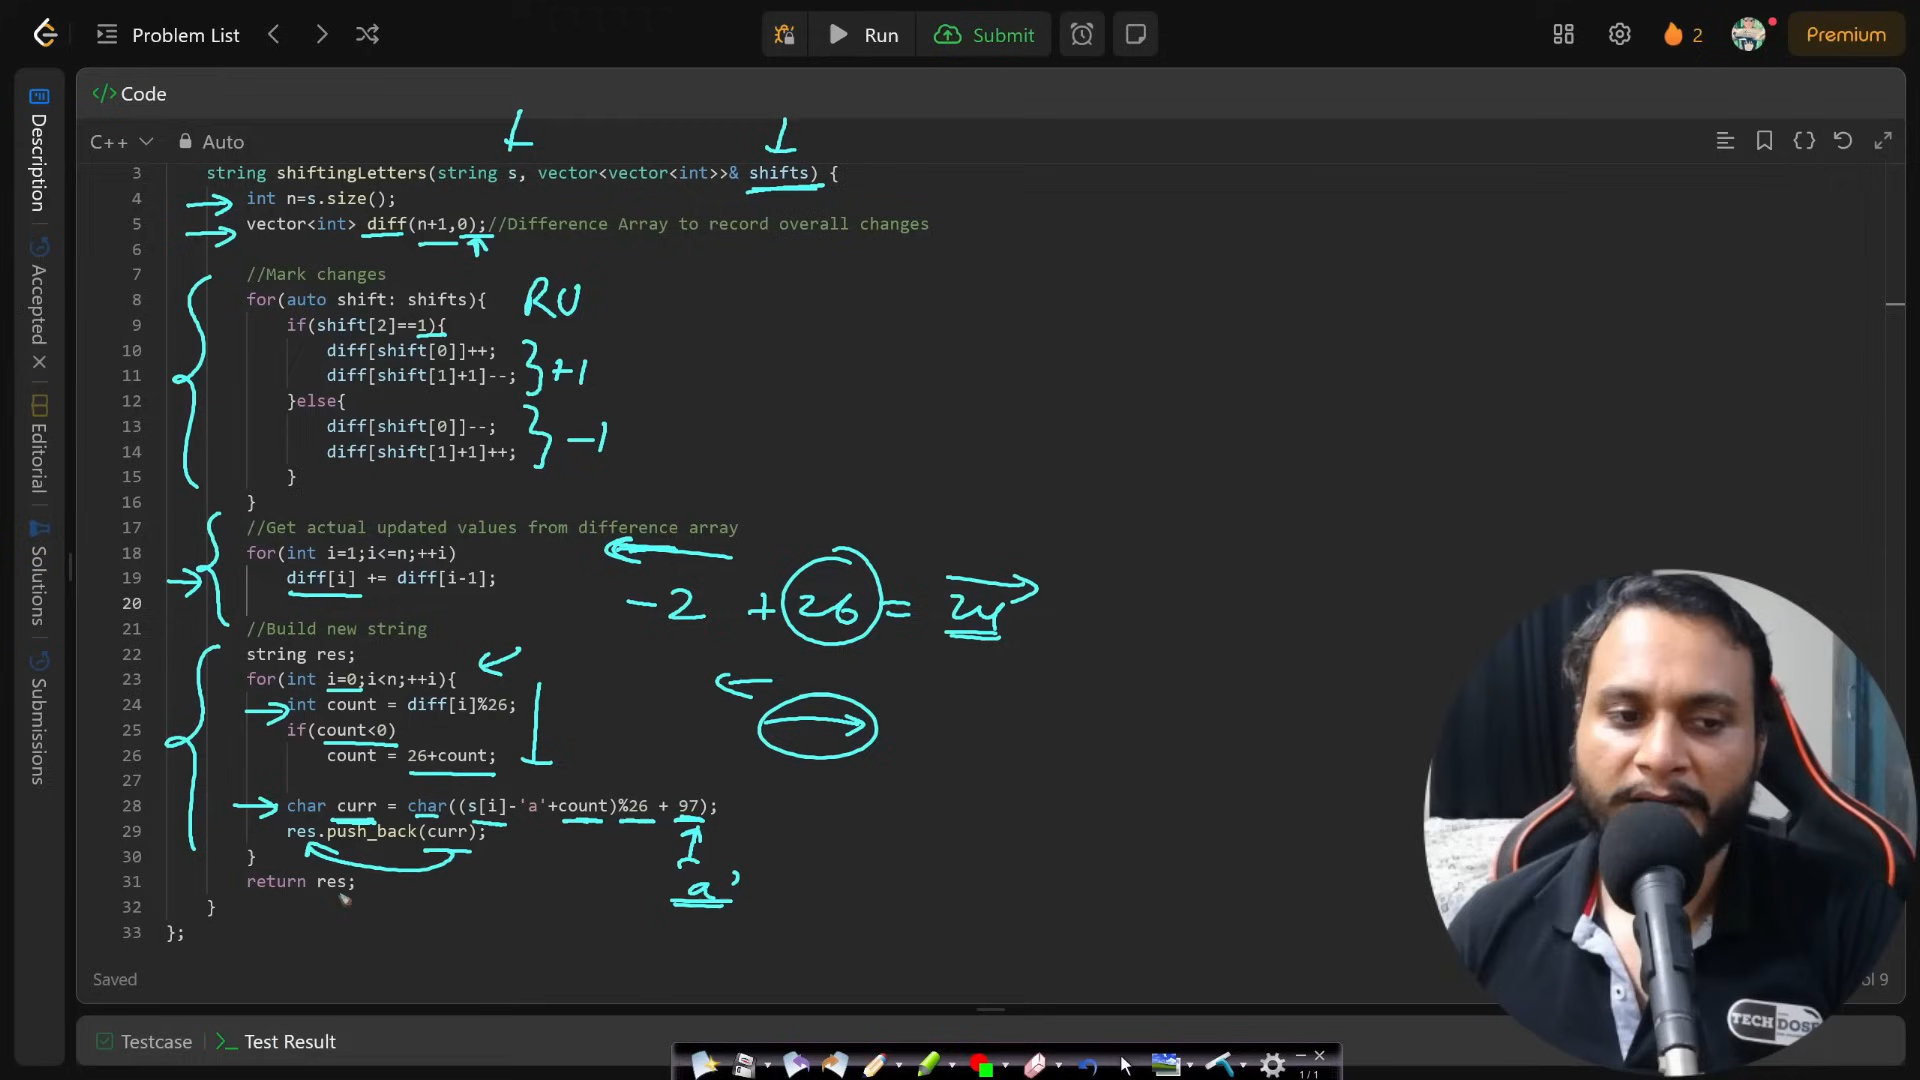 Problem List
Run
Submit
2
Premium
Description
Accepted
Editorial
Solutions
Submissions
</> Code
C++
Auto
3 string shiftingLetters(string s, vector<vector<int>>& shifts) {
4 int n=s.size();
5 vector<int> diff(n+1,0);//Difference Array to record overall changes
6
7 //Mark changes
8 for(auto shift: shifts){
RU
9 if(shift[2]==1){
10 diff[shift[0]]++;
11 diff[shift[1]+1]--;
} +1
12 }else{
13 diff[shift[0]]--;
} -1
14 diff[shift[1]+1]++;
15 }
16 }
17 //Get actual updated values from difference array
18 for(int i=1;i<=n;++i)
19 diff[i] += diff[i-1];
20
-2 + 26 = 24
21 //Build new string
22 string res;
23 for(int i=0;i<n;++i){
24 int count = diff[i]%26;
25 if(count<0)
26 count = 26+count;
27
28 char curr = char((s[i]-'a'+count)%26 + 97);
29 res.push_back(curr);
30 }
31 return res;
a'
32 }
33 };
Saved
ol 9
TECH DOSE
Testcase
Test Result
1/1